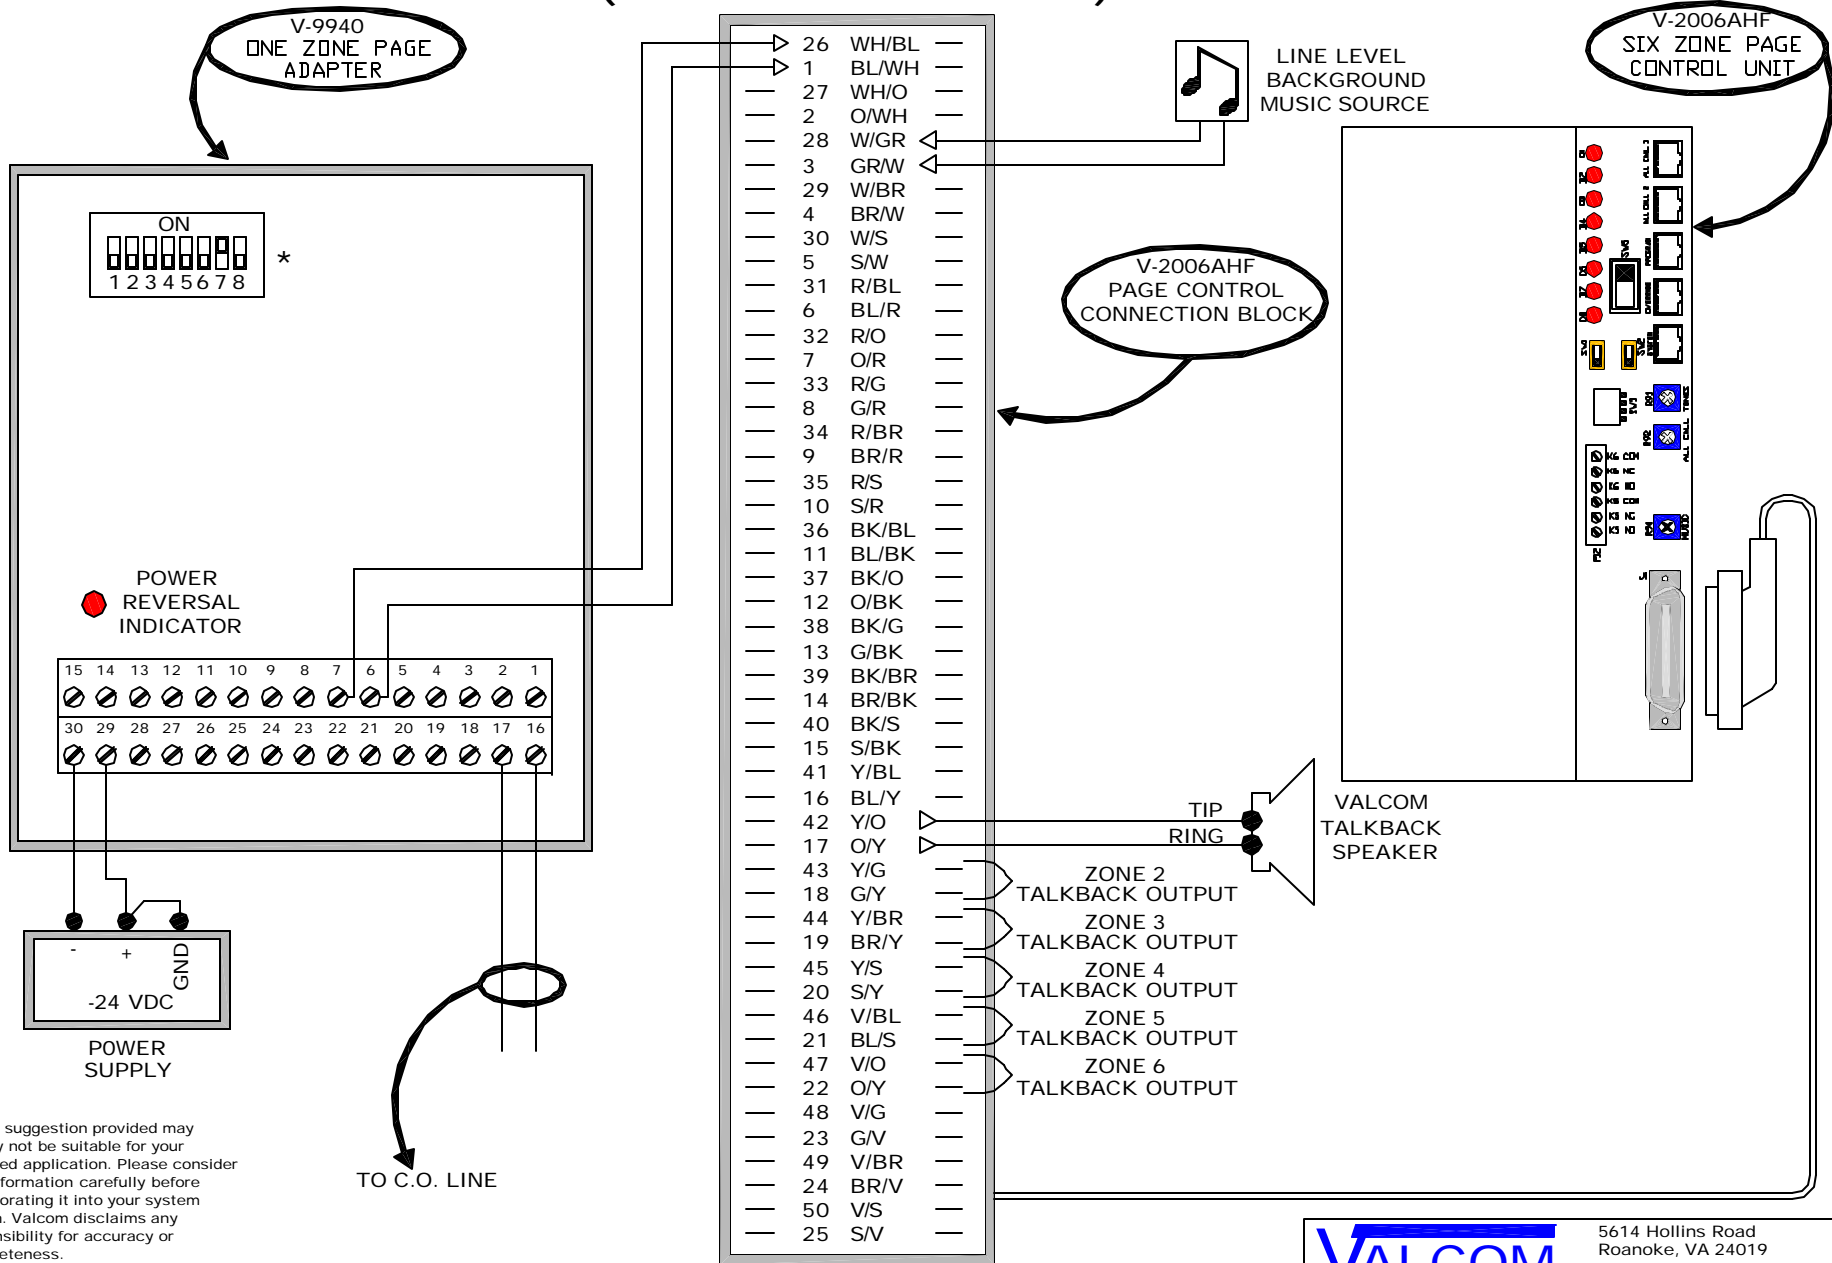 V-9940
ONE ZONE PAGE
ADAPTER
ON
1 2 3 4 5 6 7 8
*
POWER
REVERSAL
INDICATOR
15 14 13 12 11 10 9 8 7 6 5 4 3 2 1
30 29 28 27 26 25 24 23 22 21 20 19 18 17 16
- + GND
-24 VDC
POWER
SUPPLY
TO C.O. LINE
suggestion provided may
not be suitable for your
application. Please consider
carefully before
it into your system
Valcom disclaims any
for accuracy or
26 WH/BL
1 BL/WH
27 WH/O
2 O/WH
28 W/GR
3 GR/W
29 W/BR
4 BR/W
30 W/S
5 S/W
31 R/BL
6 BL/R
32 R/O
7 O/R
33 R/G
8 G/R
34 R/BR
9 BR/R
35 R/S
10 S/R
36 BK/BL
11 BL/BK
37 BK/O
12 O/BK
38 BK/G
13 G/BK
39 BK/BR
14 BR/BK
40 BK/S
15 S/BK
41 Y/BL
16 BL/Y
42 Y/O
17 O/Y
43 Y/G
18 G/Y
44 Y/BR
19 BR/Y
45 Y/S
20 S/Y
46 V/BL
21 BL/S
47 V/O
22 O/Y
48 V/G
23 G/V
49 V/BR
24 BR/V
50 V/S
25 S/V
LINE LEVEL
BACKGROUND
MUSIC SOURCE
V-2006AHF
PAGE CONTROL
CONNECTION BLOCK
TIP
RING
VALCOM
TALKBACK
SPEAKER
ZONE 2
TALKBACK OUTPUT
ZONE 3
TALKBACK OUTPUT
ZONE 4
TALKBACK OUTPUT
ZONE 5
TALKBACK OUTPUT
ZONE 6
TALKBACK OUTPUT
V-2006AHF
SIX ZONE PAGE
CONTROL UNIT
VALCOM
5614 Hollins Road
Roanoke, VA 24019